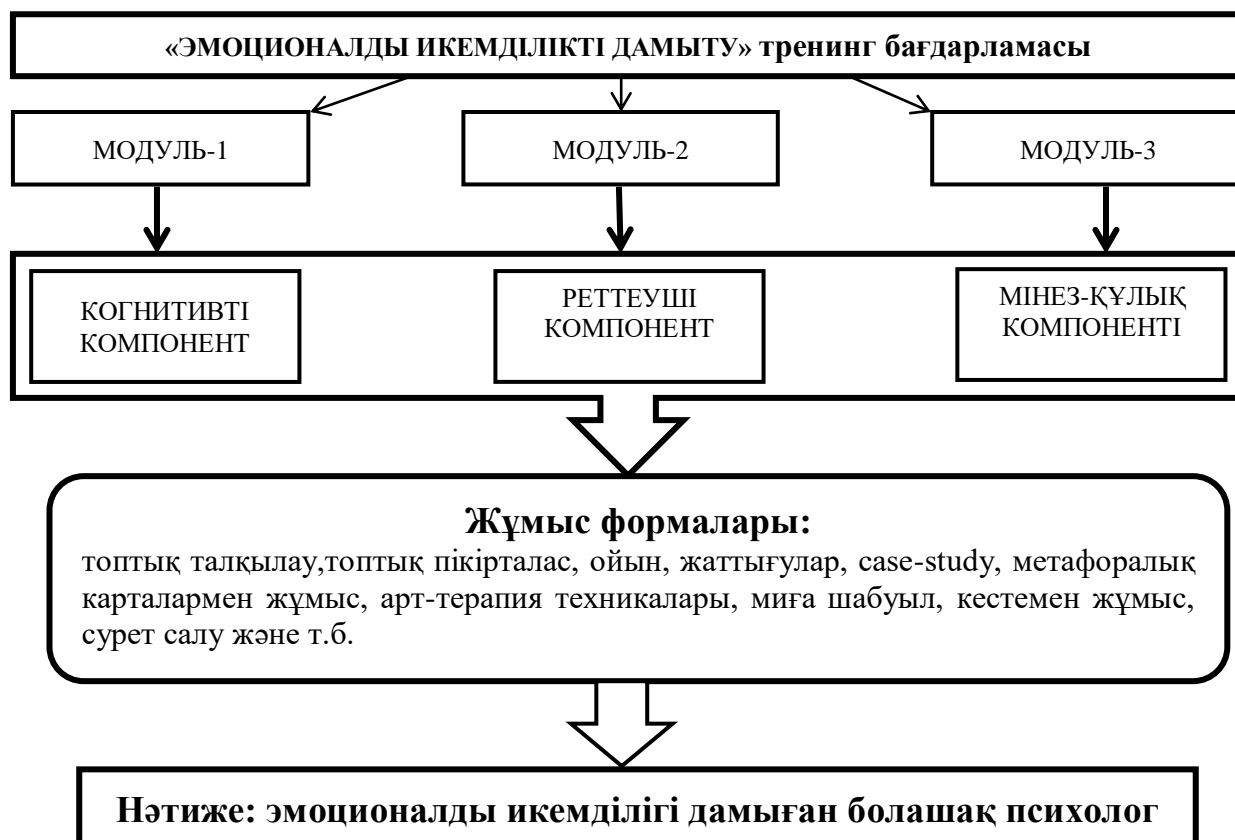 «ЭМОЦИОНАЛДЫ ИКЕМДІЛІКТІ ДАМЫТУ» тренинг бағдарламасы
МОДУЛЬ-1
МОДУЛЬ-2
МОДУЛЬ-3
КОГНИТИВТІ
КОМПОНЕНТ
РЕТТЕУШІ
КОМПОНЕНТ
МІНЕЗ-ҚҰЛЫҚ
КОМПОНЕНТІ
Жұмыс формалары:
топтық талқылау,топтық пікірталас, ойын, жаттығулар, case-study, метафоралық
карталармен жұмыс, арт-терапия техникалары, миға шабуыл, кестемен жұмыс,
сурет салу және т.б.
Нәтиже: эмоционалды икемділігі дамыған болашақ психолог